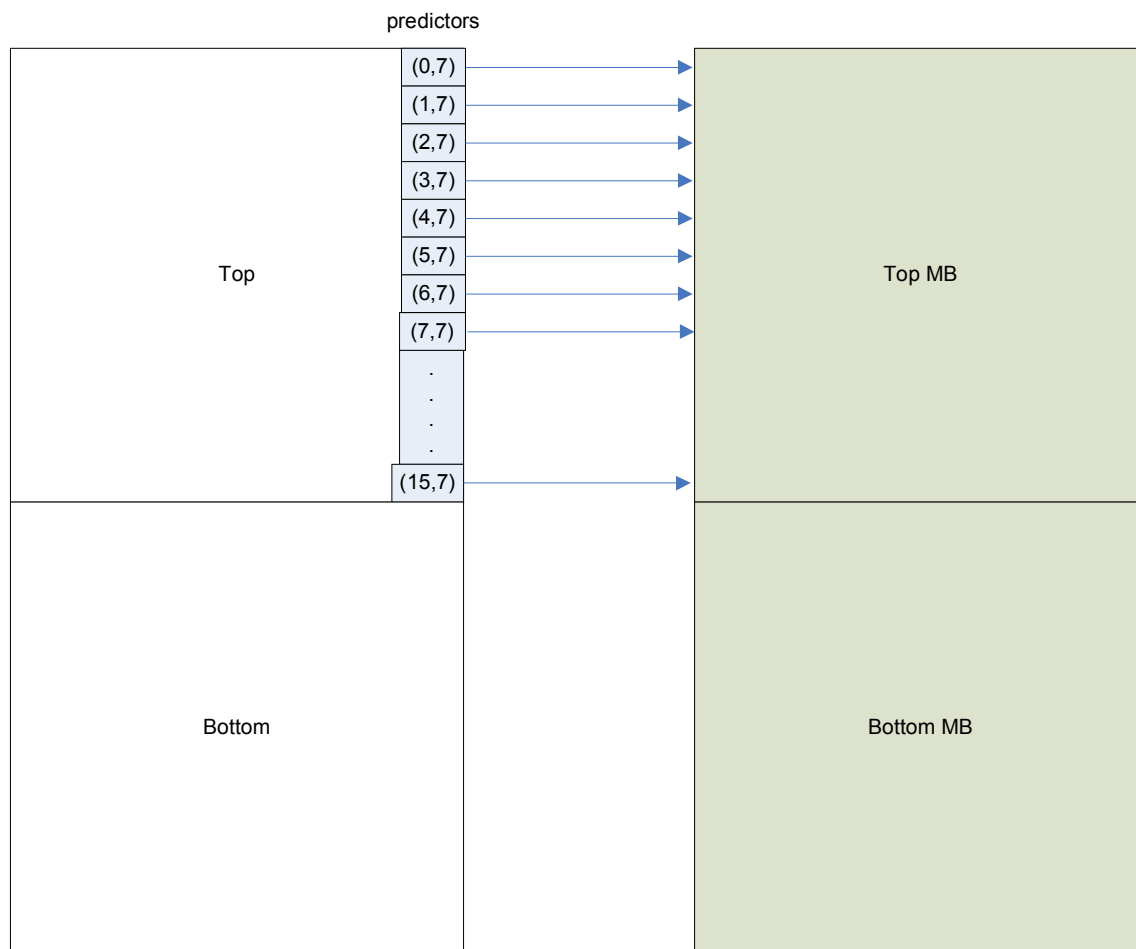 predictors
(0,7)
(1,7)
(2,7)
(3,7)
(4,7)
(5,7)
(6,7)
Top
Top MB
(7,7)
.
.
.
.
(15,7)
Bottom
Bottom MB